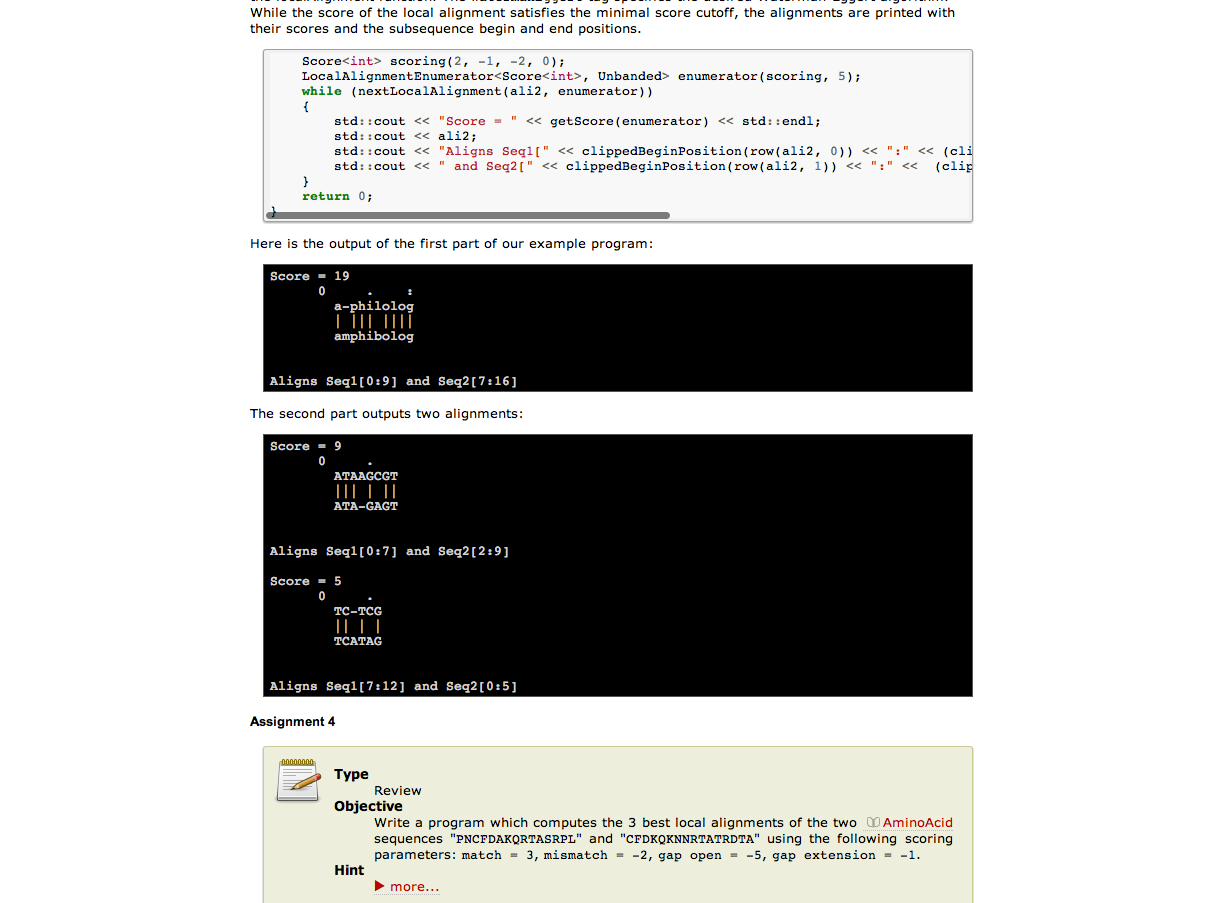 While the score of the local alignment satisfies the minimal score cutoff, the alignments are printed with
their scores and the subsequence begin and end positions.
Score<int> scoring(2, -1, -2, 0);
LocalAlignmentEnumerator<Score<int>, Unbanded> enumerator(scoring, 5);
while (nextLocalAlignment(ali2, enumerator))
{
std::cout << "Score = " << getScore(enumerator) << std::endl;
std::cout << ali2;
std::cout << "Aligns Seq1[" << clippedBeginPosition(row(ali2, 0)) << ":" << (cli
std::cout << " and Seq2[" << clippedBeginPosition(row(ali2, 1)) << ":" << (clip
}
return 0;
}
Here is the output of the first part of our example program:
Score = 19
0 . :
a-philolog
| ||| ||||
amphibolog
Aligns Seq1[0:9] and Seq2[7:16]
The second part outputs two alignments:
Score = 9
0 .
ATAAGCGT
||| | ||
ATA-GAGT
Aligns Seq1[0:7] and Seq2[2:9]
Score = 5
0 .
TC-TCG
|| | |
TCATAG
Aligns Seq1[7:12] and Seq2[0:5]
Assignment 4
Type
Review
Objective
Write a program which computes the 3 best local alignments of the two AminoAcid
sequences "PNCFDAKQRTASRPL" and "CFDKQKNNRTATRDTA" using the following scoring
parameters: match = 3, mismatch = -2, gap open = -5, gap extension = -1.
Hint
more...